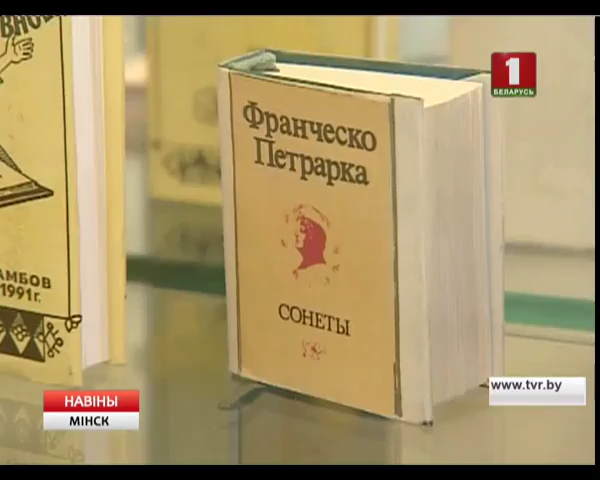 1
БЕЛАРУСЬ
Франческо
Петрарка
СОНЕТЫ
АМБОВ
1991г.
НАВІНЫ
МІНСК
www.tvr.by